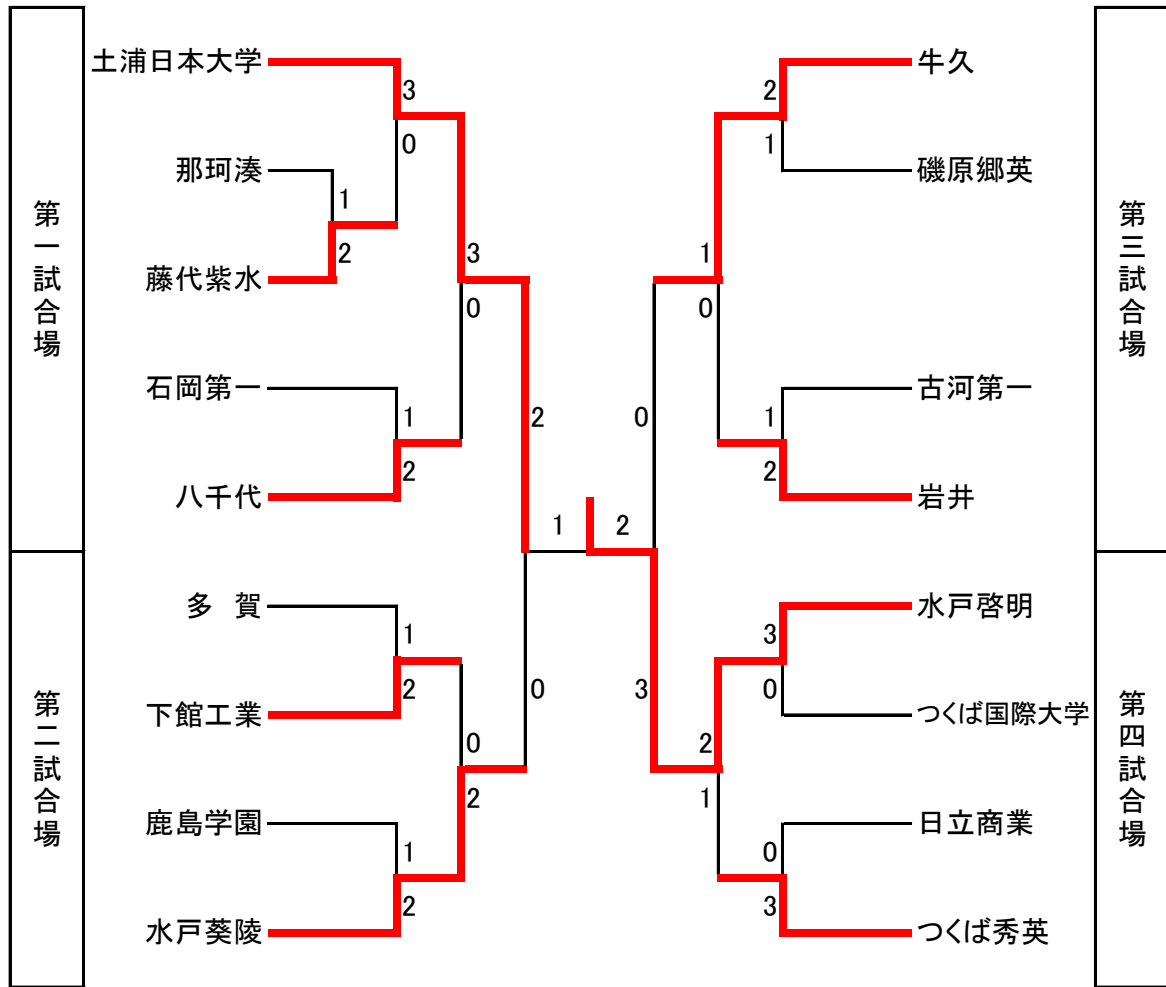 第一試合場
第二試合場
土浦日本大学
那珂湊
藤代紫水
石岡第一
八千代
多 賀
下館工業
鹿島学園
水戸葵陵
3
0
1
2
3
0
1
2
2
1
2
0
0
2
1
2
1
2
0
3
1
0
2
1
2
1
1
2
3
0
0
3
牛久
磯原郷英
古河第一
岩井
水戸啓明
つくば国際大学
日立商業
つくば秀英
第三試合場
第四試合場